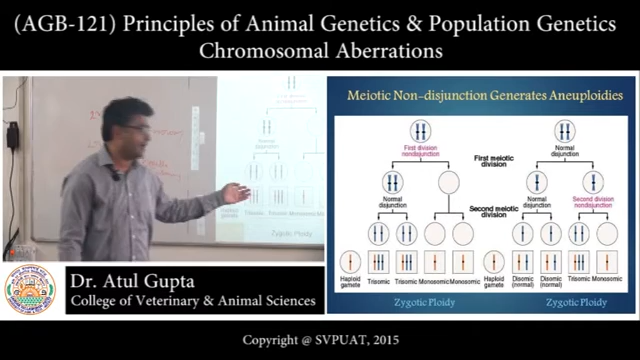 (AGB-121) Principles of Animal Genetics & Population Genetics
Chromosomal Aberrations
Meiotic Non-disjunction Generates Aneuploidies
First division
nondisjunction
First meiotic
division
Normal
disjunction
Normal
disjunction
Second meiotic
division
Normal
disjunction
Second division
nondisjunction
Haploid
gamete
Trisomic
Trisomic
Monosomic
Monosomic
Haploid
gamete
Disomic
(normal)
Disomic
(normal)
Trisomic
Monosomic
Zygotic Ploidy
Zygotic Ploidy
Zygotic Ploidy
Dr. Atul Gupta
College of Veterinary & Animal Sciences
Copyright @ SVPUAT, 2015